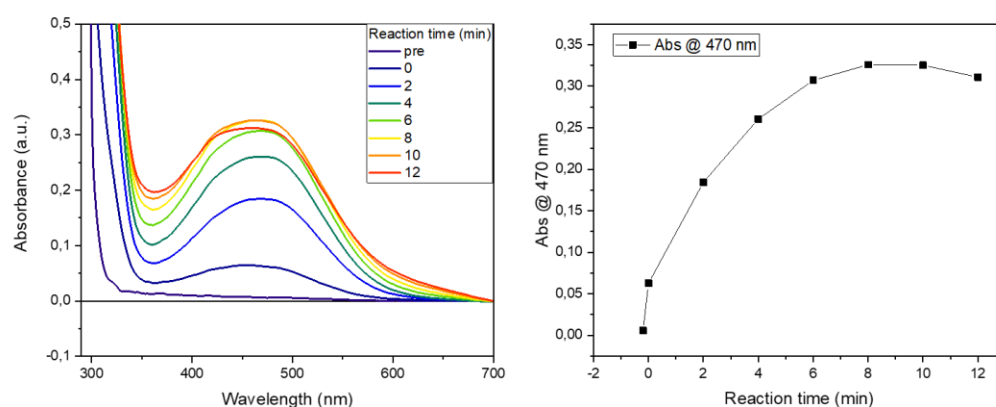 0,5
0,4
0,3
0,2
0,1
0,0
-0,1
Absorbance (a.u.)
300 400 500 600 700
Wavelength (nm)
Reaction time (min)
pre
0
2
4
6
8
10
12
0,35
0,30
0,25
0,20
0,15
0,10
0,05
0,00
Abs @ 470 nm
Abs @ 470 nm
-2 0 2 4 6 8 10 12
Reaction time (min)